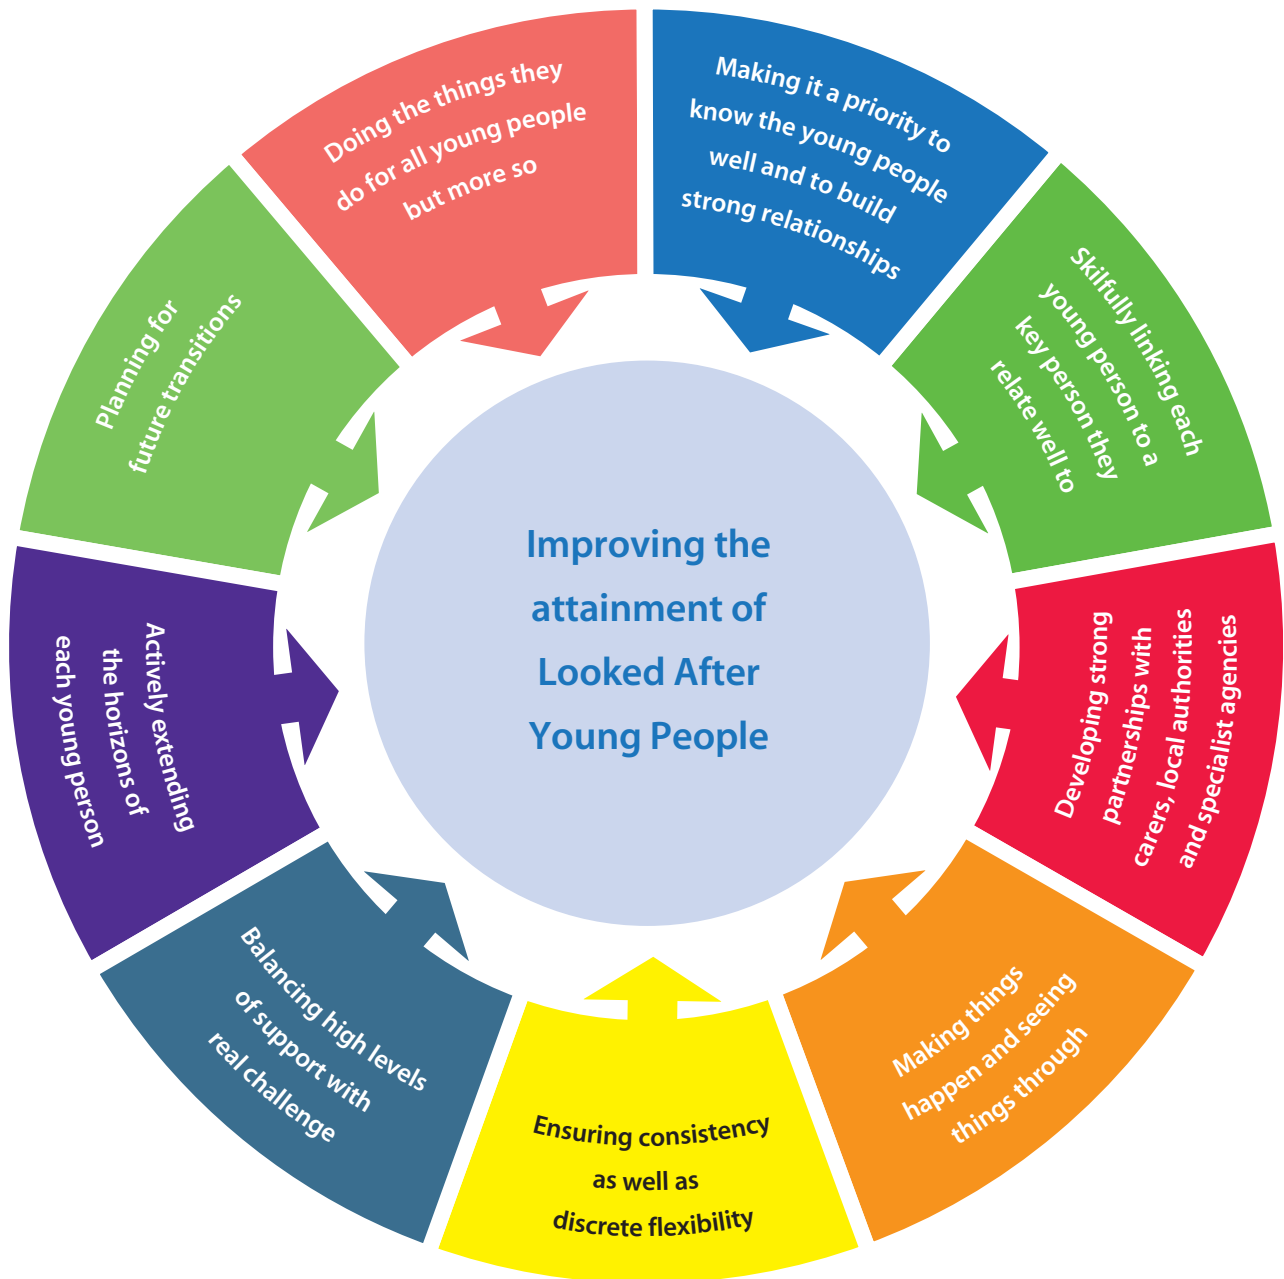 Making it a priority to
know the young people
well and to build
strong relationships
Skilfully linking each
young person to a
key person they
relate well to
Developing strong
partnerships with
carers, local authorities
and specialist agencies
Making things
happen and seeing
things through
Ensuring consistency
as well as
discrete flexibility
Balancing high levels
of support with
real challenge
Actively extending
the horizons of
each young person
Planning for
future transitions
Doing the things they
do for all young people
but more so
Improving the
attainment of
Looked After
Young People